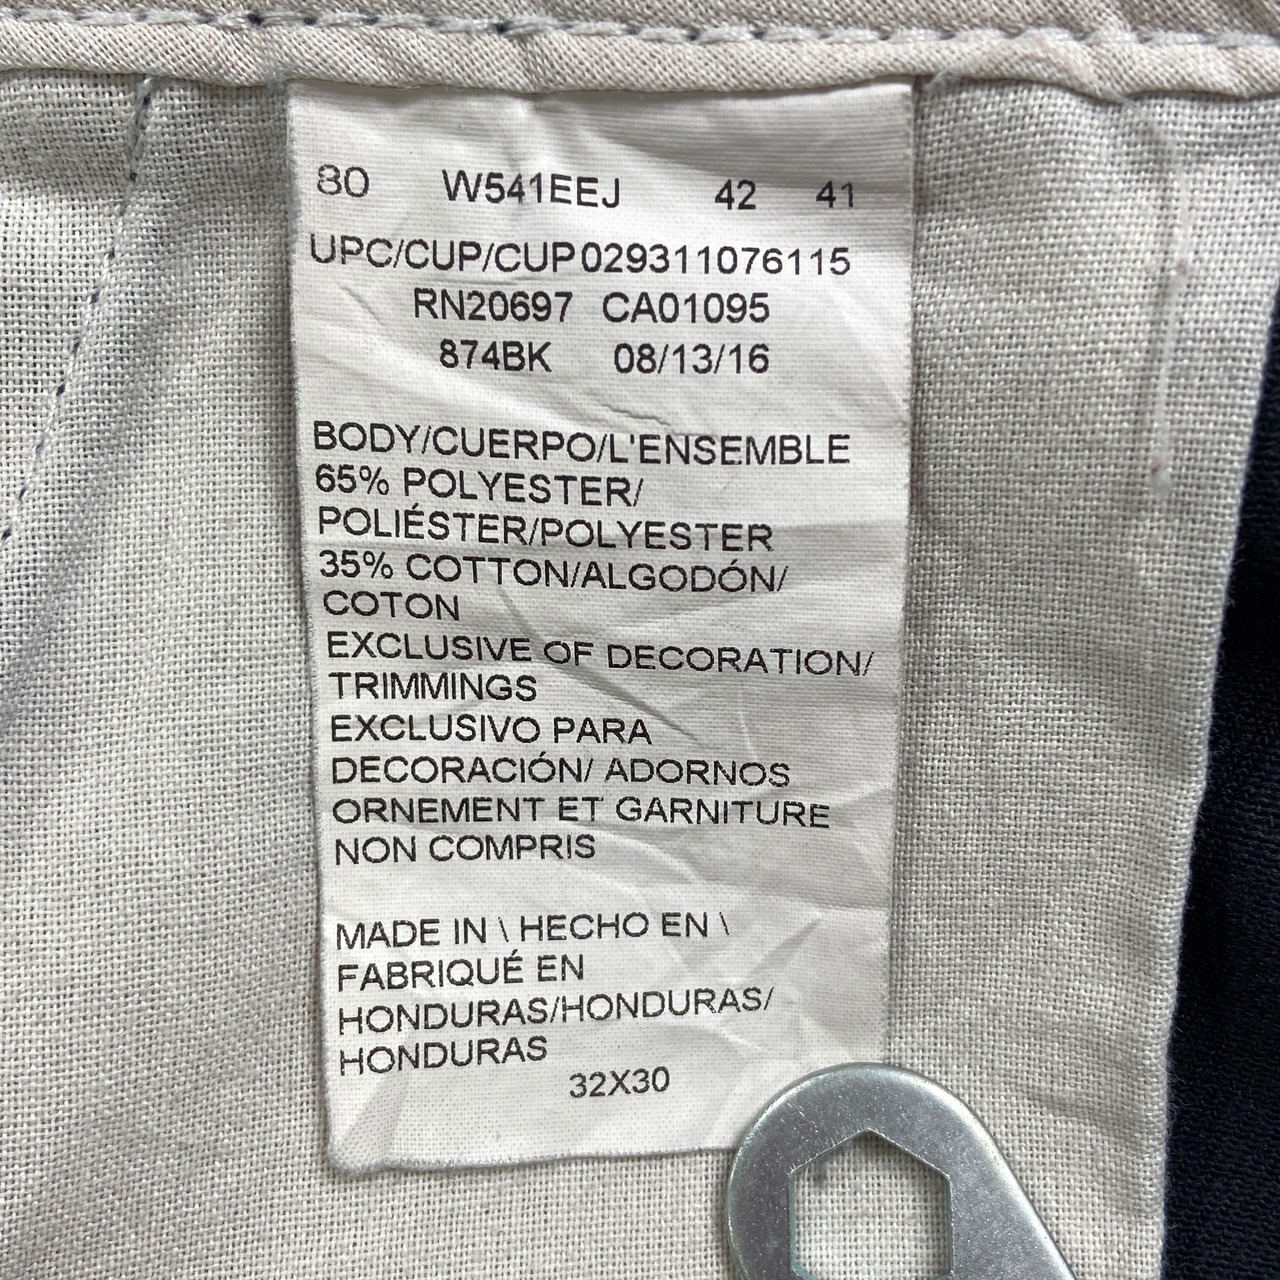 80 W541EEJ 42 41
UPC/CUP/CUP029311076115
RN20697 CA01095
874BK 08/13/16
BODY/CUERPO/L'ENSEMBLE
65% POLYESTER/
POLIÉSTER/POLYESTER
35% COTTON/ALGODÓN/
COTON
EXCLUSIVE OF DECORATION/
TRIMMINGS
EXCLUSIVO PARA
DECORACIÓN/ ADORNOS
ORNEMENT ET GARNITURE
NON COMPRIS
MADE IN \ HECHO EN \
FABRIQUÉ EN
HONDURAS/HONDURAS/
HONDURAS
32X30